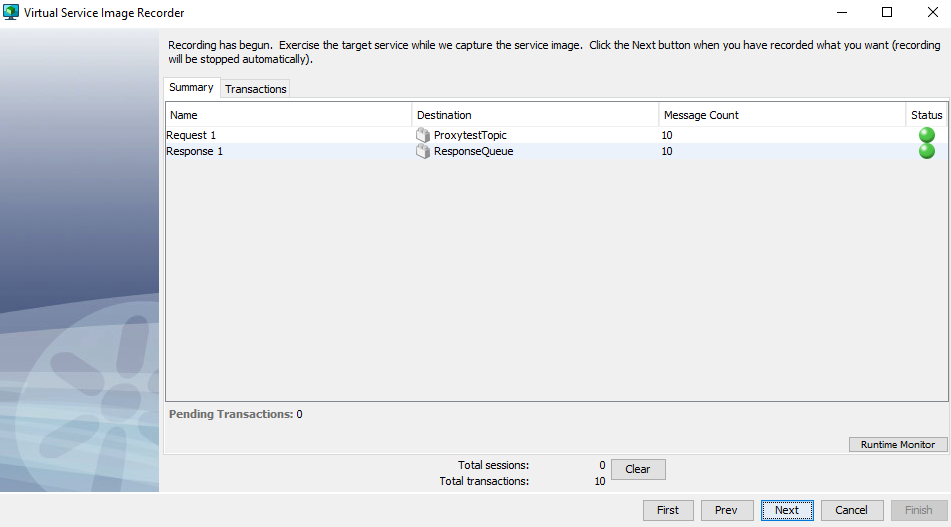 Virtual Service Image Recorder
Recording has begun.  Exercise the target service while we capture the service image.  Click the Next button when you have recorded what you want (recording
will be stopped automatically).
Summary Transactions
Name Destination Message Count Status
Request 1 ProxytestTopic 10
Response 1 ResponseQueue 10
Pending Transactions: 0
Runtime Monitor
Total sessions: 0 Clear
Total transactions: 10
First Prev Next Cancel Finish